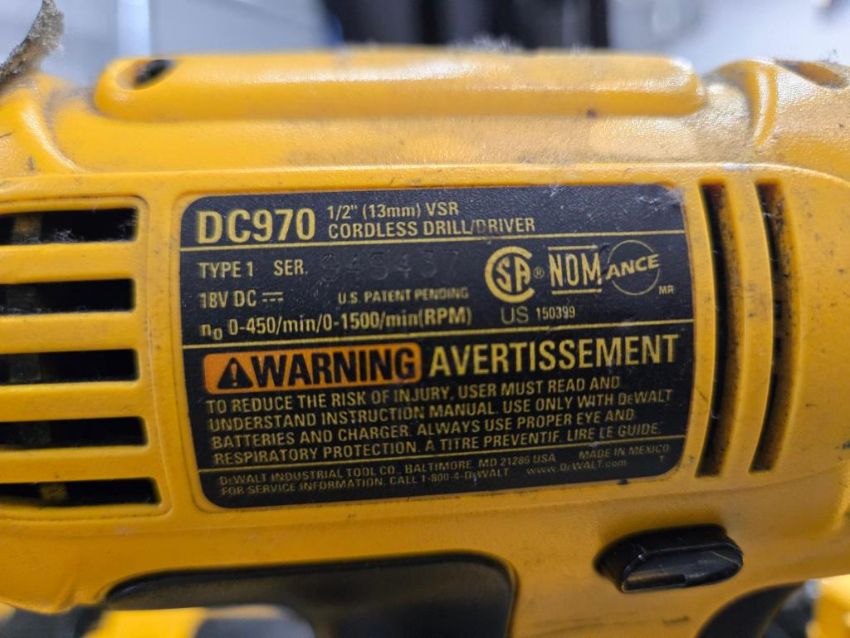 DC970 1/2" (13mm) VSR
CORDLESS DRILL/DRIVER
TYPE 1 SER.
SA ® NOM ANCE
MR
18V DC U.S. PATENT PENDING
n₀ 0-450/min/0-1500/min(RPM) US 150399
WARNING AVERTISSEMENT
TO REDUCE THE RISK OF INJURY, USER MUST READ AND
UNDERSTAND INSTRUCTION MANUAL. USE ONLY WITH DEWALT
BATTERIES AND CHARGER. ALWAYS USE PROPER EYE AND
RESPIRATORY PROTECTION. A TITRE PREVENTIF, LIRE LE GUIDE.
DEWALT INDUSTRIAL TOOL CO., BALTIMORE, MD 21286 USA MADE IN MEXICO
FOR SERVICE INFORMATION, CALL 1-800-4-DEWALT www.DEWALT.com T